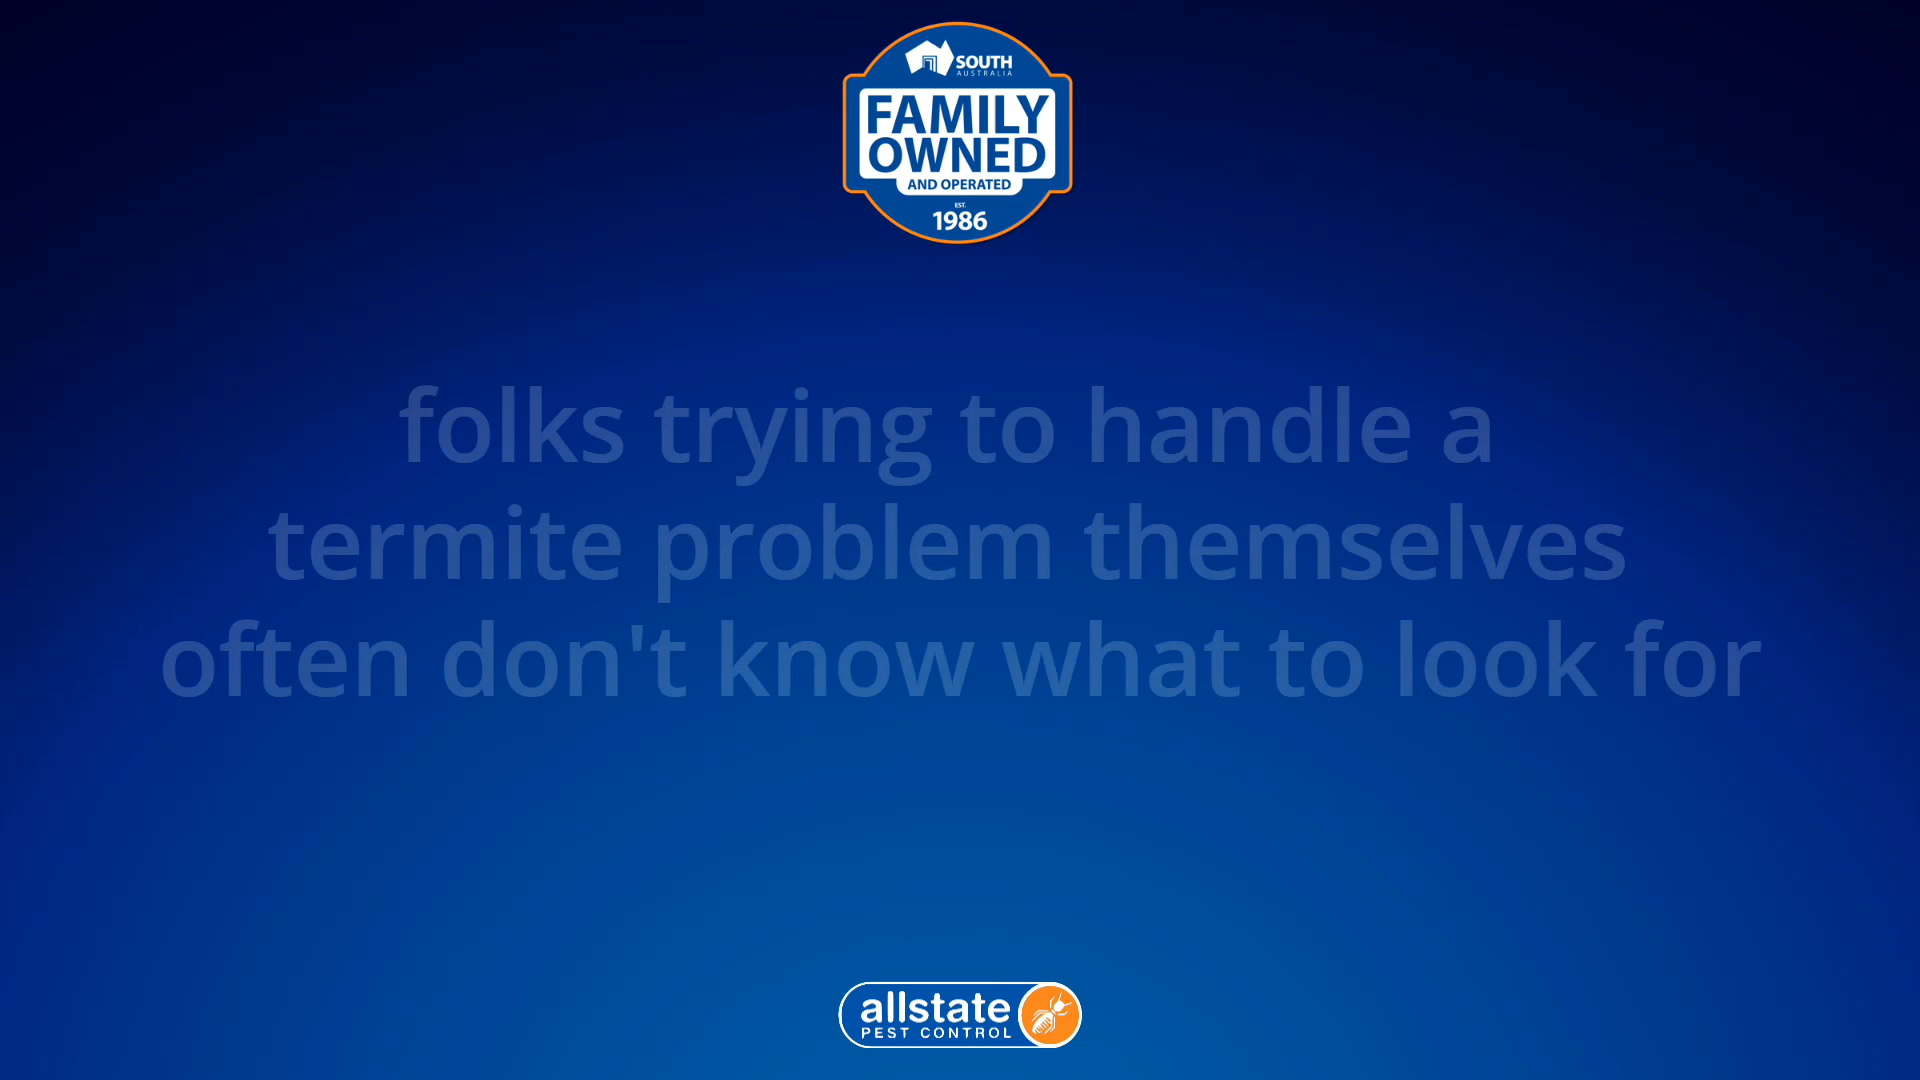 SOUTH
AUSTRALIA
FAMILY
OWNED
AND OPERATED
EST.
1986
folks trying to handle a
termite problem themselves
often don't know what to look for
allstate
PEST CONTROL